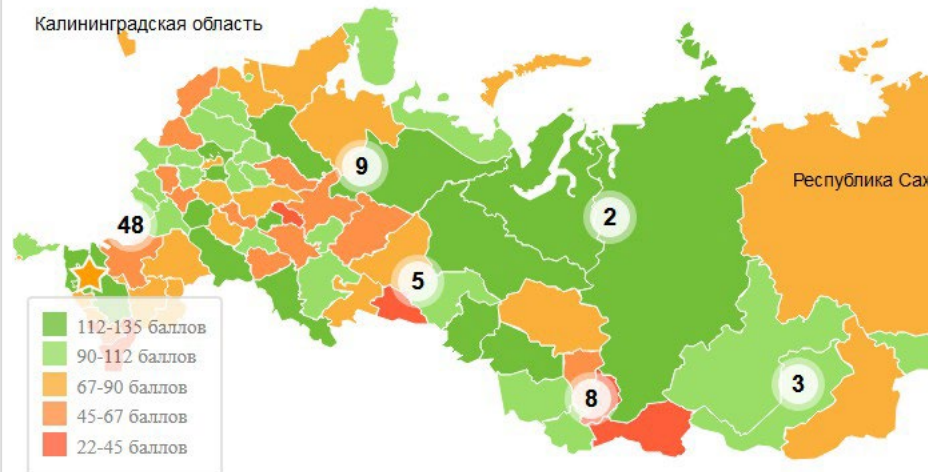 Калининградская область
9
2
Республика Сах
48
5
3
8
112-135 баллов
90-112 баллов
67-90 баллов
45-67 баллов
22-45 баллов